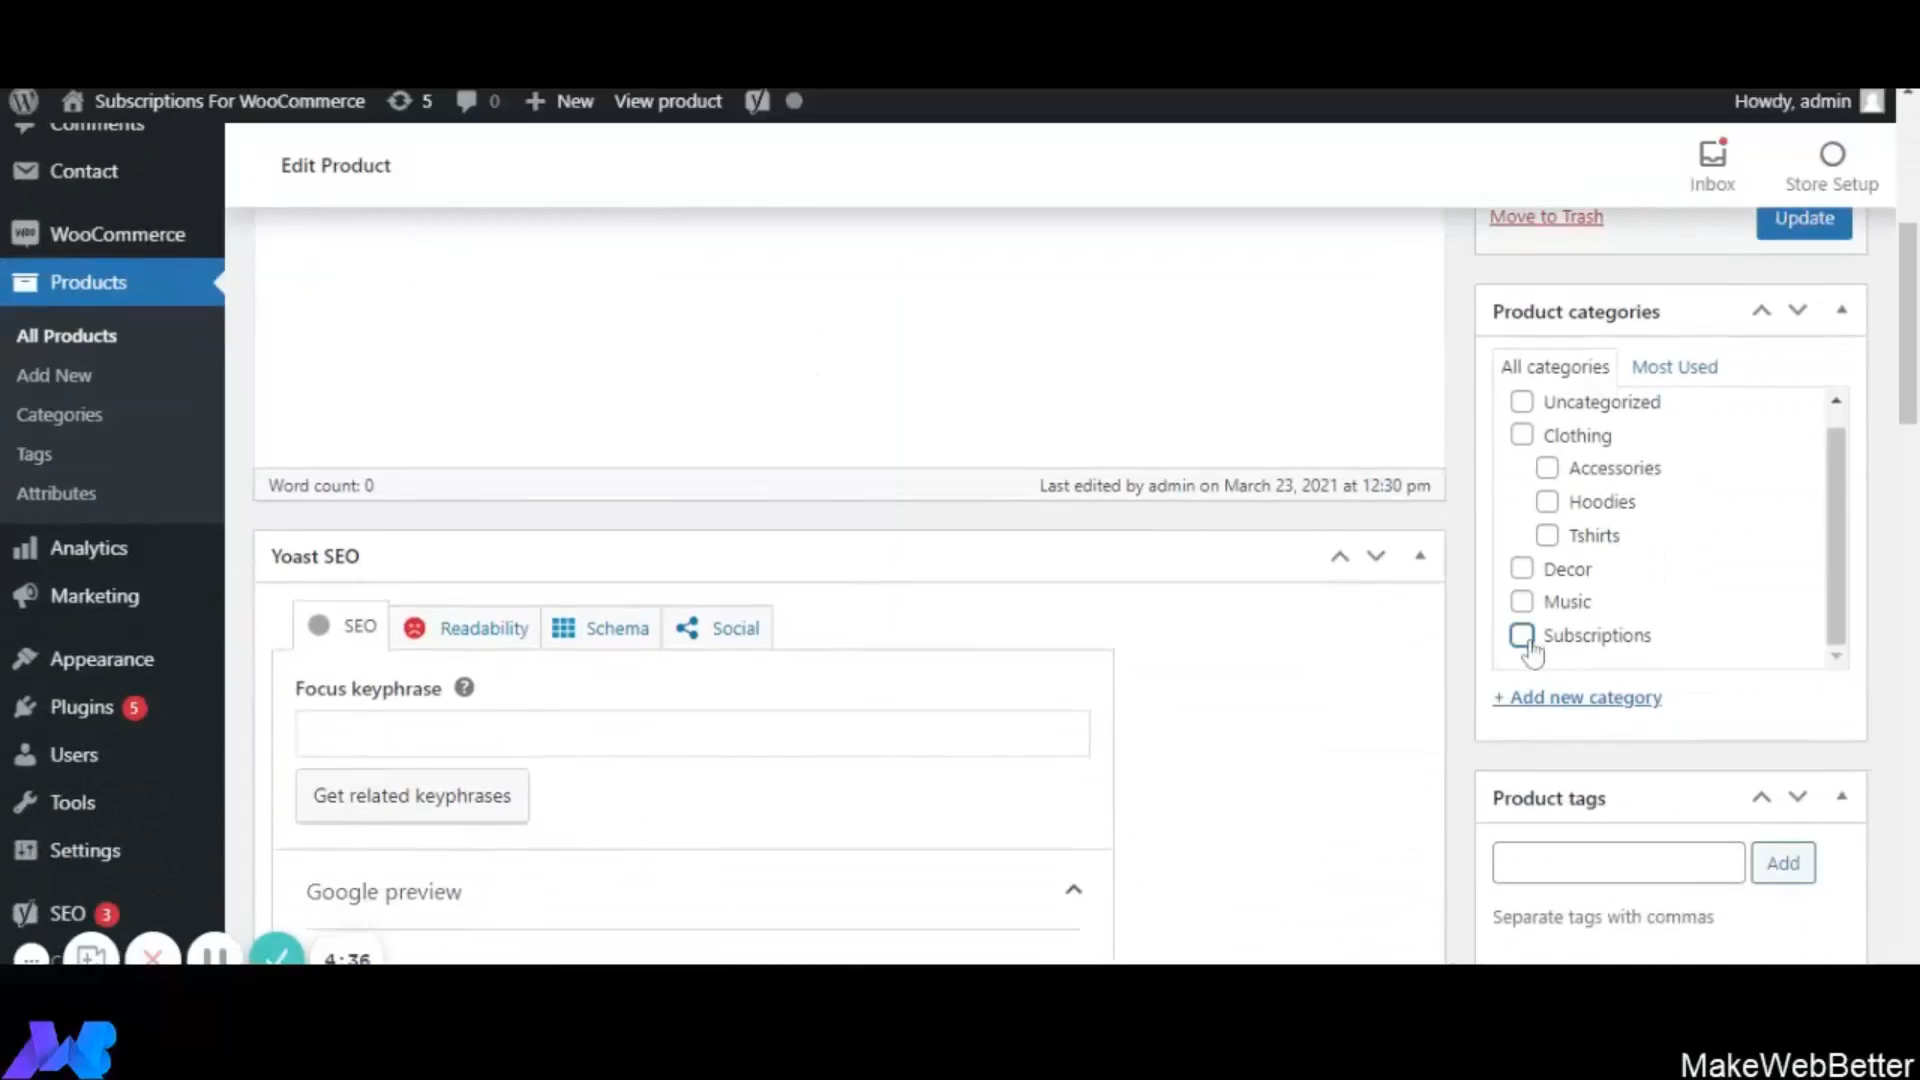 Subscriptions For WooCommerce 5 0 New View product
Howdy, admin
Comments
Contact
WooCommerce
Products
All Products
Add New
Categories
Tags
Attributes
Analytics
Marketing
Appearance
Plugins 5
Users
Tools
Settings
SEO 3
Edit Product
Inbox
Store Setup
Move to Trash
Update
Word count: 0
Last edited by admin on March 23, 2021 at 12:30 pm
Yoast SEO
SEO
Readability
Schema
Social
Focus keyphrase ?
Get related keyphrases
Google preview
Product categories
All categories
Most Used
Uncategorized
Clothing
Accessories
Hoodies
Tshirts
Decor
Music
Subscriptions
+ Add new category
Product tags
Add
Separate tags with commas
4:36
MakeWebBetter